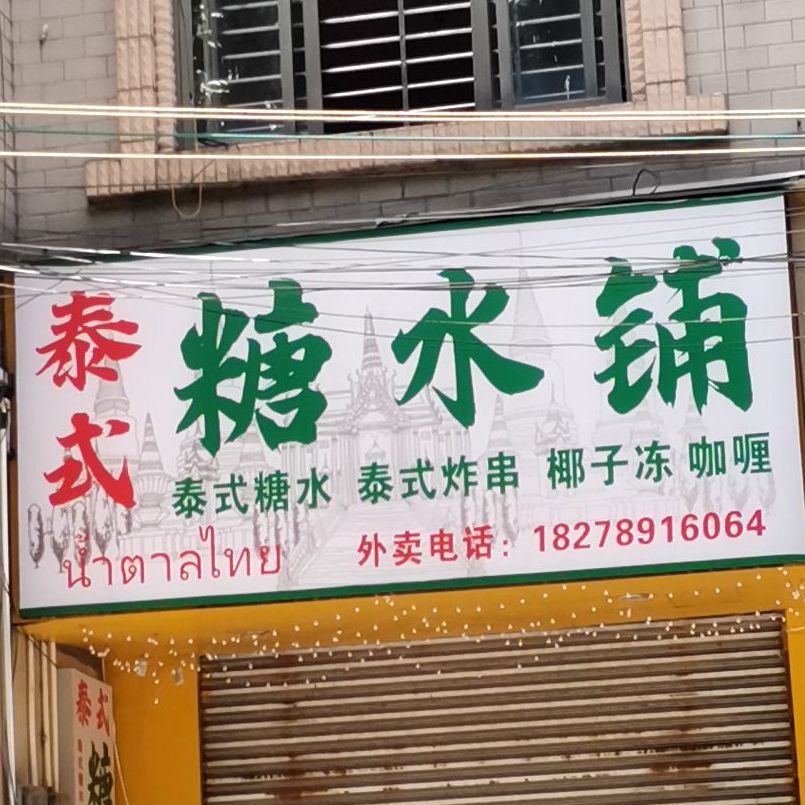 泰式
糖水铺
泰式糖水 泰式炸串 椰子冻 咖喱
น้ำตาลไทย
外卖电话：18278916064
泰式
糖